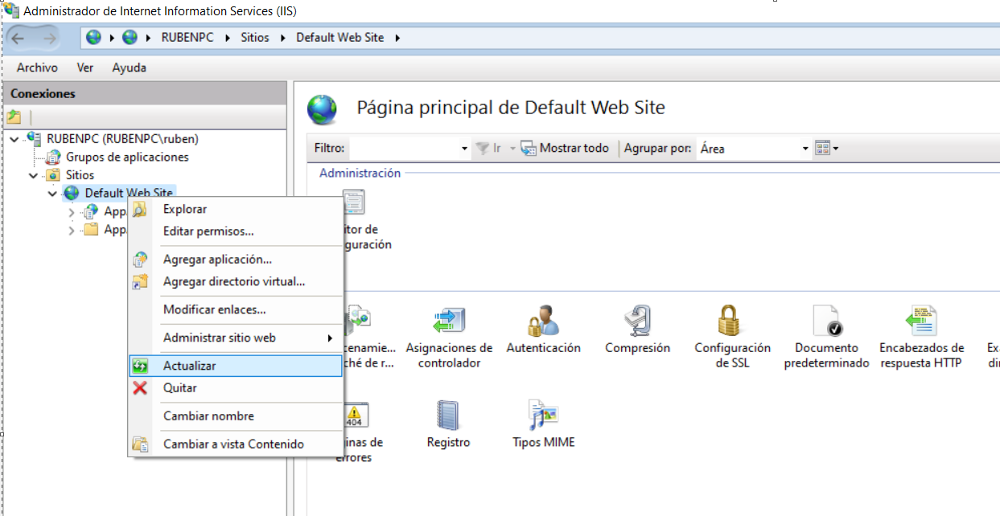 Administrador de Internet Information Services (IIS)
RUBENPC
Sitios
Default Web Site
Archivo
Ver
Ayuda
Conexiones
RUBENPC (RUBENPC\ruben)
Grupos de aplicaciones
Sitios
Default Web Site
App
App
Explorar
Editar permisos...
Agregar aplicación...
Agregar directorio virtual...
Modificar enlaces...
Administrar sitio web
Actualizar
Quitar
Cambiar nombre
Cambiar a vista Contenido
Página principal de Default Web Site
Filtro:
Ir
Mostrar todo
Agrupar por:
Área
Administración
itor de
guración
cenamie...
ché de r...
Asignaciones de
controlador
Autenticación
Compresión
Configuración
de SSL
Documento
predeterminado
Encabezados de
respuesta HTTP
404
inas de
errores
Registro
Tipos MIME